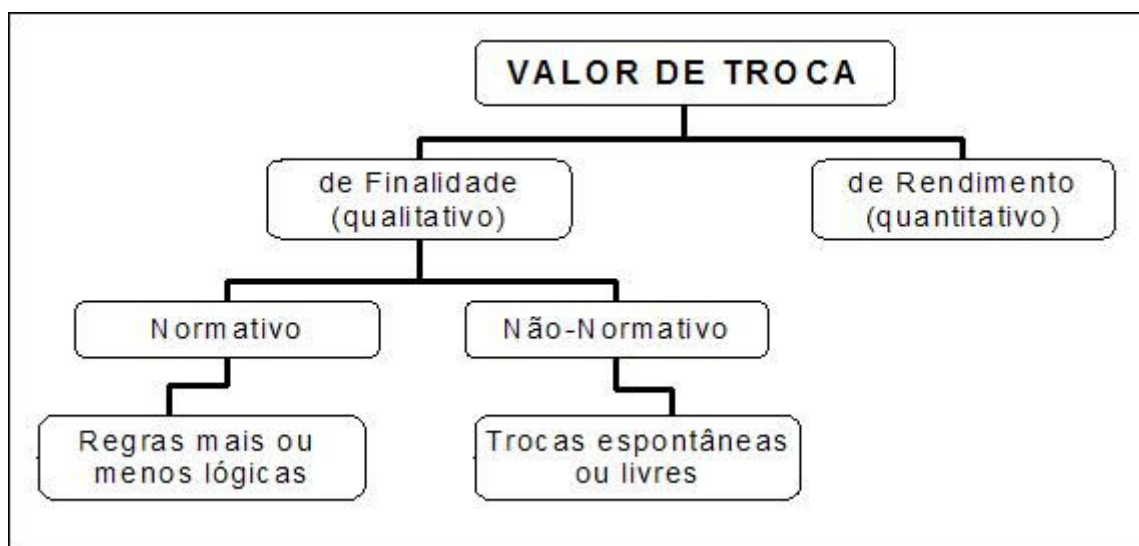 VALOR DE TROCA
de Finalidade
(qualitativo)
de Rendimento
(quantitativo)
Normativo
Não-Normativo
Regras mais ou
menos lógicas
Trocas espontâneas
ou livres